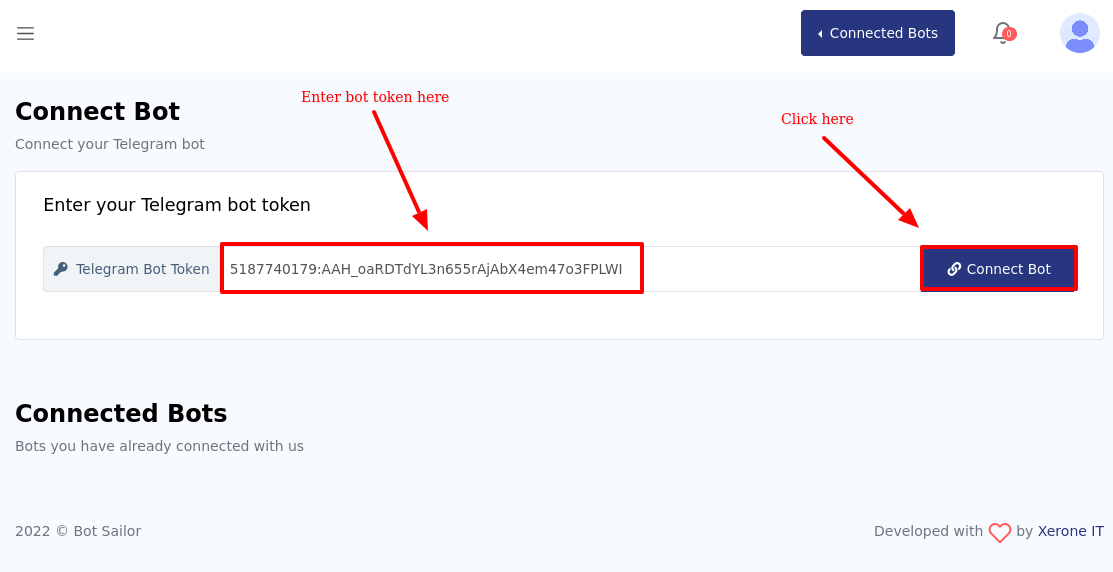 Connected Bots
0
Enter bot token here
Connect Bot
Click here
Connect your Telegram bot
Enter your Telegram bot token
Telegram Bot Token 5187740179:AAH_oaRDTdYL3n655rAjAbX4em47o3FPLWI Connect Bot
Connected Bots
Bots you have already connected with us
2022 © Bot Sailor Developed with by Xerone IT